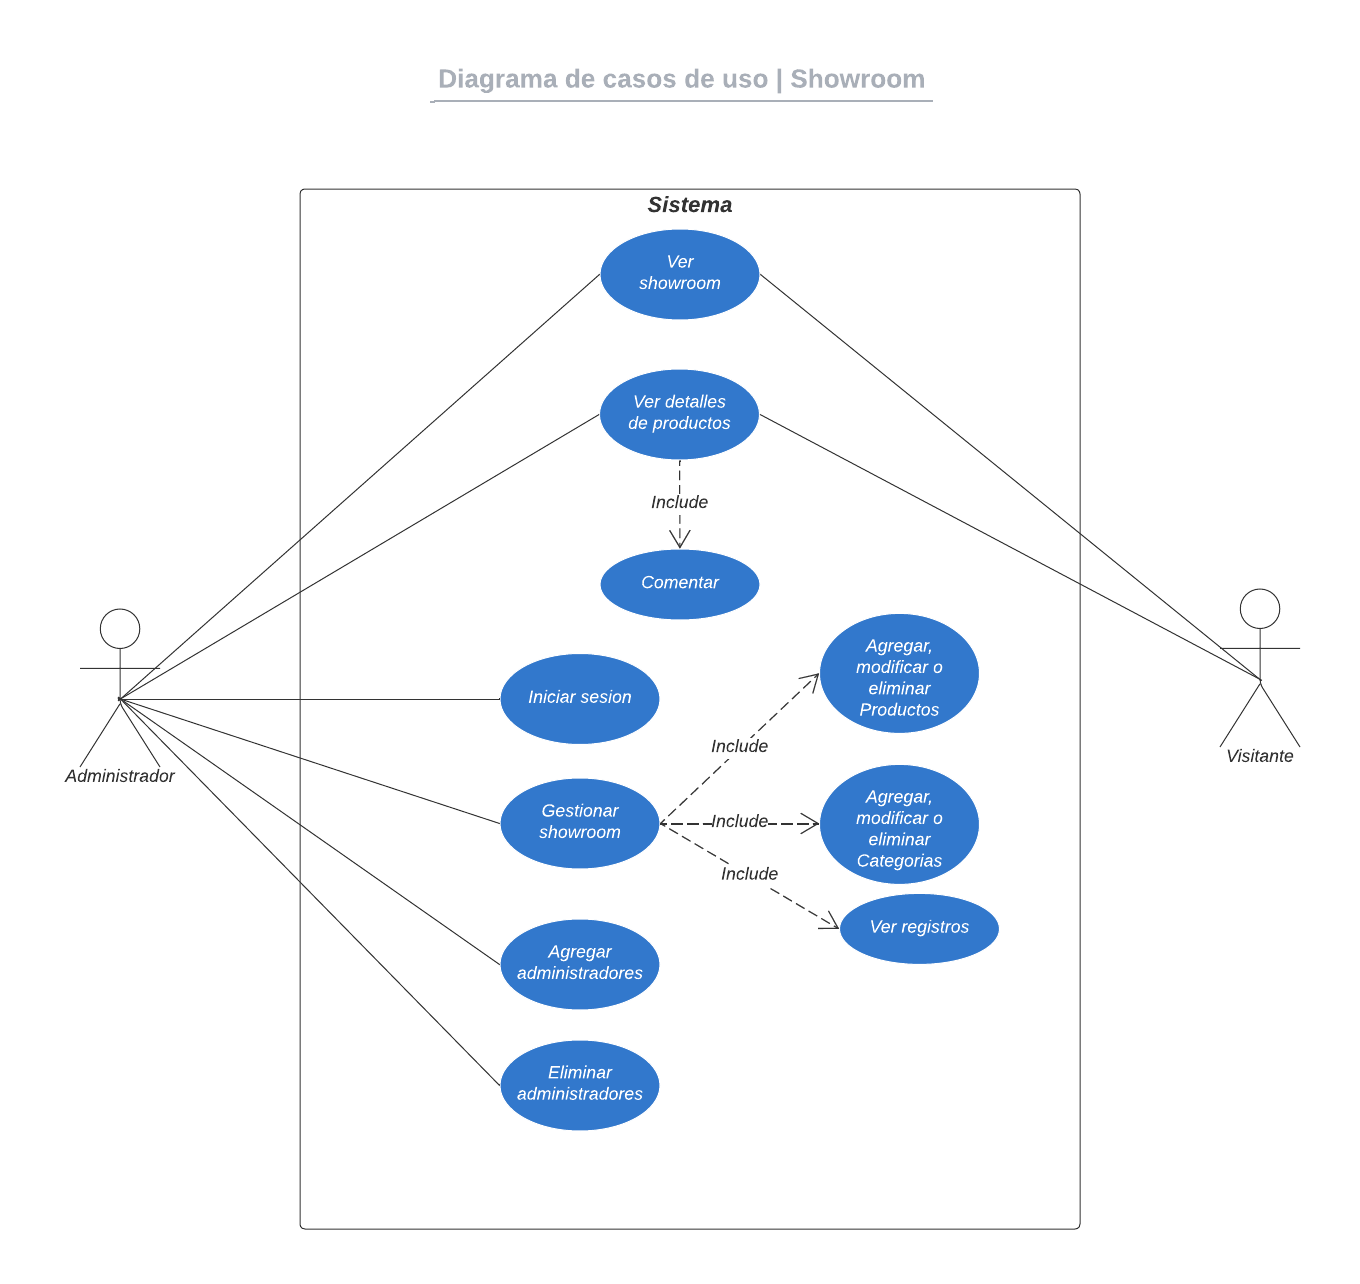 Diagrama de casos de uso | Showroom
Sistema
Ver
showroom
Ver detalles
de productos
Include
Comentar
Agregar,
modificar o
eliminar
Productos
Iniciar sesion
Include
Administrador
Visitante
Gestionar
showroom
Include
Agregar,
modificar o
eliminar
Categorias
Include
Ver registros
Agregar
administradores
Eliminar
administradores